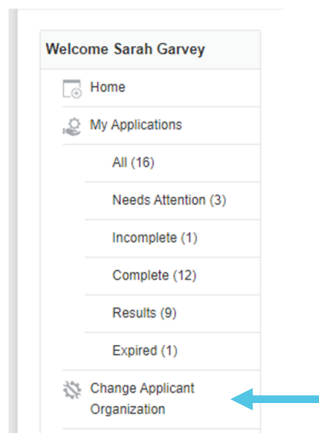 Welcome Sarah Garvey
Home
My Applications
All (16)
Needs Attention (3)
Incomplete (1)
Complete (12)
Results (9)
Expired (1)
Change Applicant
Organization